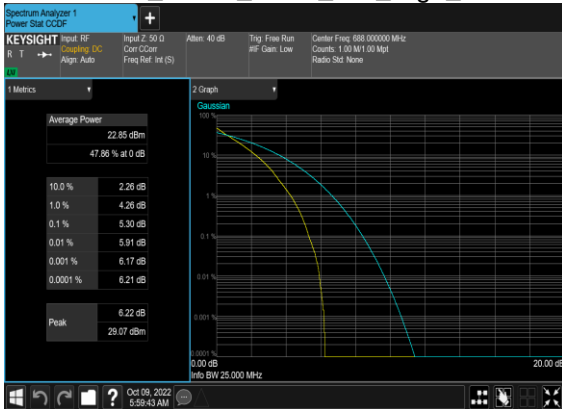 Spectrum Analyzer 1
Power Stat CCDF
+
KEYSIGHT
R T
LXI
Input: RF
Coupling: DC
Align: Auto
Input Z: 50 Ω
Corr CCorr
Freq Ref: Int (S)
Atten: 40 dB
Trig: Free Run
#IF Gain: Low
Center Freq: 688.000000 MHz
Counts: 1.00 M/1.00 Mpt
Radio Std: None
1 Metrics
Average Power
22.85 dBm
47.86 % at 0 dB
10.0 % 2.26 dB
1.0 % 4.26 dB
0.1 % 5.30 dB
0.01 % 5.91 dB
0.001 % 6.17 dB
0.0001 % 6.21 dB
Peak
6.22 dB
29.07 dBm
2 Graph
Gaussian
100 %
10 %
1 %
0.1 %
0.01 %
0.001 %
0.0001 %
0.00 dB 20.00 dB
Info BW 25.000 MHz
?
Oct 09, 2022
5:59:43 AM